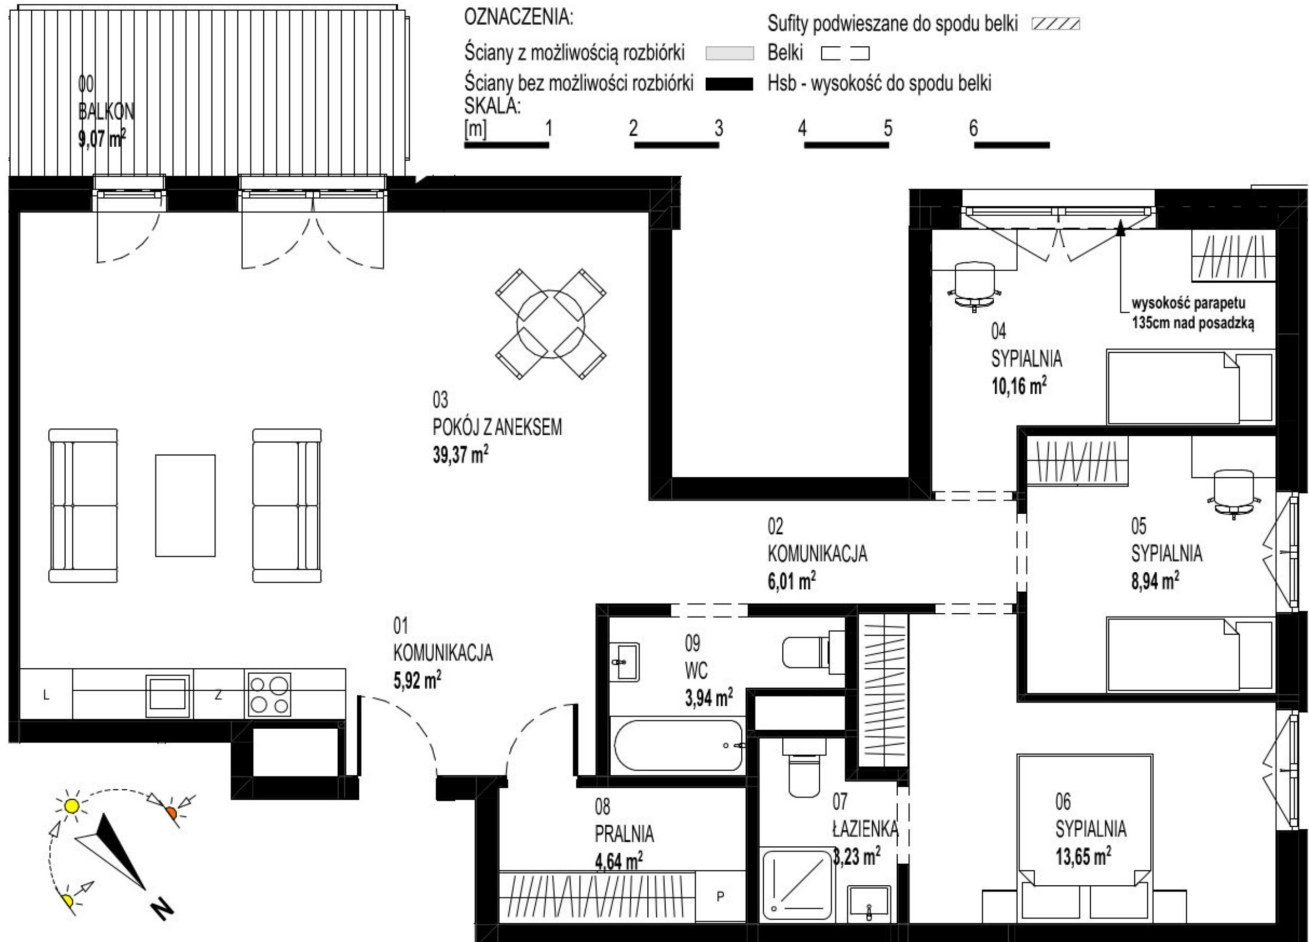 OZNACZENIA:
Ściany z możliwością rozbiórki
Ściany bez możliwości rozbiórki
Sufity podwieszane do spodu belki
Belki
Hsb - wysokość do spodu belki
SKALA:
[m] 1 2 3 4 5 6
00
BALKON
9,07 m²
wysokość parapetu
135cm nad posadzką
04
SYPIALNIA
10,16 m²
03
POKÓJ Z ANEKSEM
39,37 m²
02
KOMUNIKACJA
6,01 m²
05
SYPIALNIA
8,94 m²
01
KOMUNIKACJA
5,92 m²
09
WC
3,94 m²
L
Z
08
PRALNIA
4,64 m²
P
07
ŁAZIENKA
3,23 m²
06
SYPIALNIA
13,65 m²
N